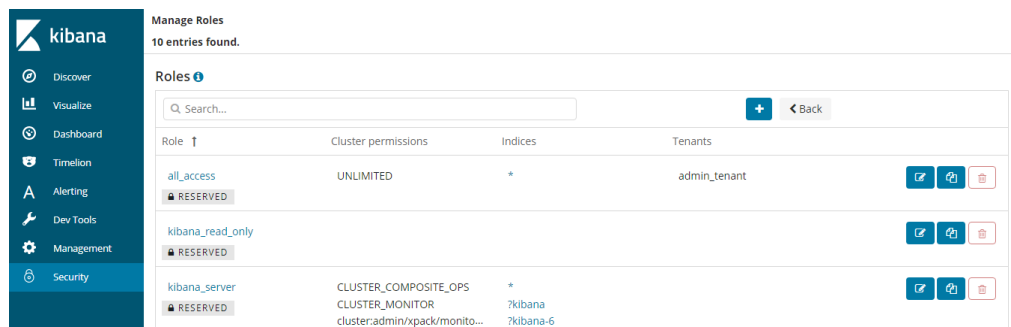 kibana
Discover
Visualize
Dashboard
Timelion
Alerting
Dev Tools
Management
Security
Manage Roles
10 entries found.
Roles
Search...
Back
Role ↑ Cluster permissions Indices Tenants
all_access UNLIMITED * admin_tenant
RESERVED
kibana_read_only
RESERVED
kibana_server CLUSTER_COMPOSITE_OPS *
RESERVED CLUSTER_MONITOR ?kibana
cluster:admin/xpack/monito... ?kibana-6